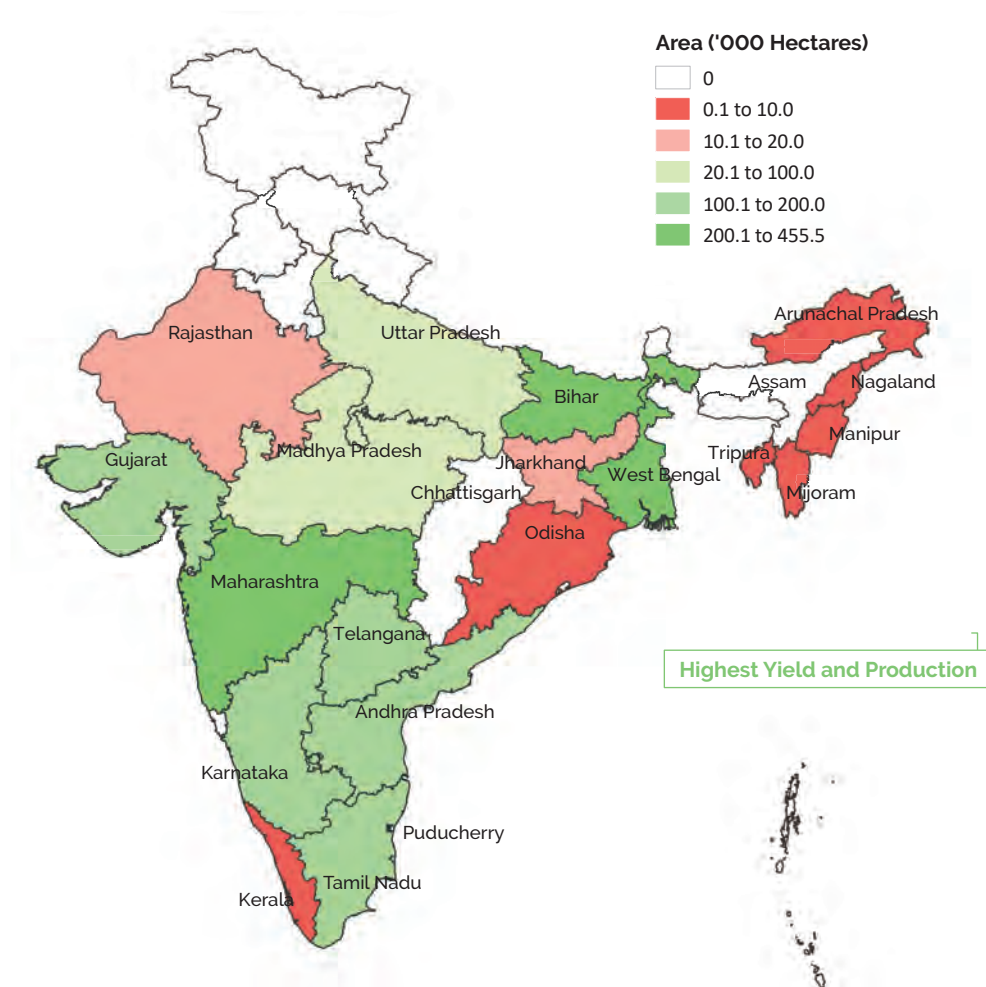 Area ('000 Hectares)
0
0.1 to 10.0
10.1 to 20.0
20.1 to 100.0
100.1 to 200.0
200.1 to 455.5
Arunachal Pradesh
Rajasthan
Uttar Pradesh
Assam
Nagaland
Bihar
Manipur
Gujarat
Madhya Pradesh
Tripura
Jharkhand
West Bengal
Chhattisgarh
Mijoram
Odisha
Maharashtra
Telangana
Highest Yield and Production
Andhra Pradesh
Karnataka
Puducherry
Tamil Nadu
Kerala